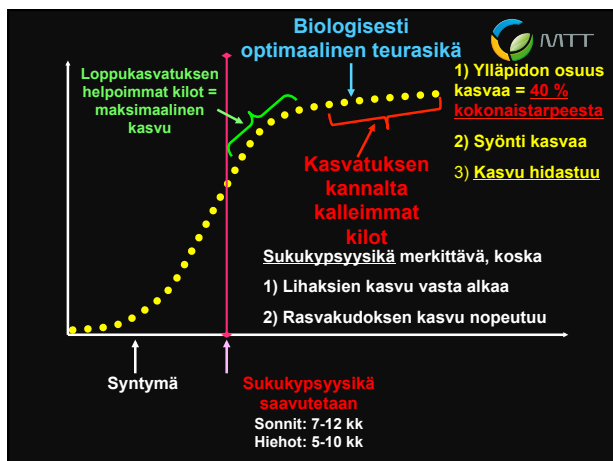 Biologisesti
optimaalinen teurasikä
MTT
Loppukasvatuksen
helpoimmat kilot =
maksimaalinen
kasvu
1) Ylläpidon osuus
kasvaa = 40 %
kokonaistarpeesta
2) Syönti kasvaa
3) Kasvu hidastuu
Kasvatuksen
kannalta
kalleimmat
kilot
Sukukypsyysikä merkittävä, koska
1) Lihaksien kasvu vasta alkaa
2) Rasvakudoksen kasvu nopeutuu
Syntymä
Sukukypsyysikä
saavutetaan
Sonnit: 7-12 kk
Hiehot: 5-10 kk